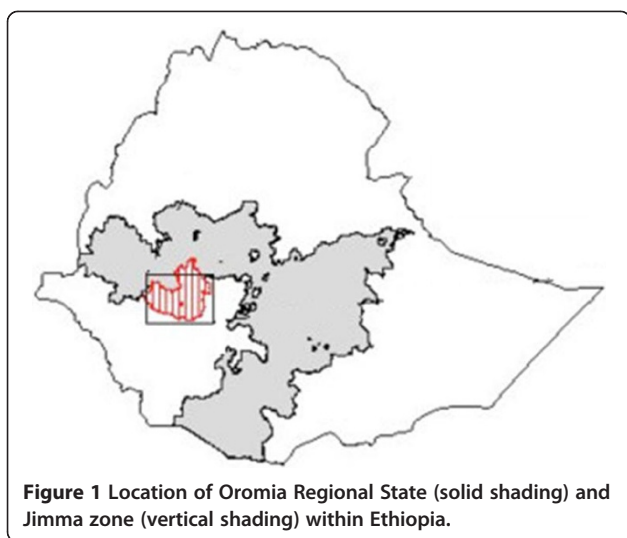 Figure 1 Location of Oromia Regional State (solid shading) and
Jimma zone (vertical shading) within Ethiopia.